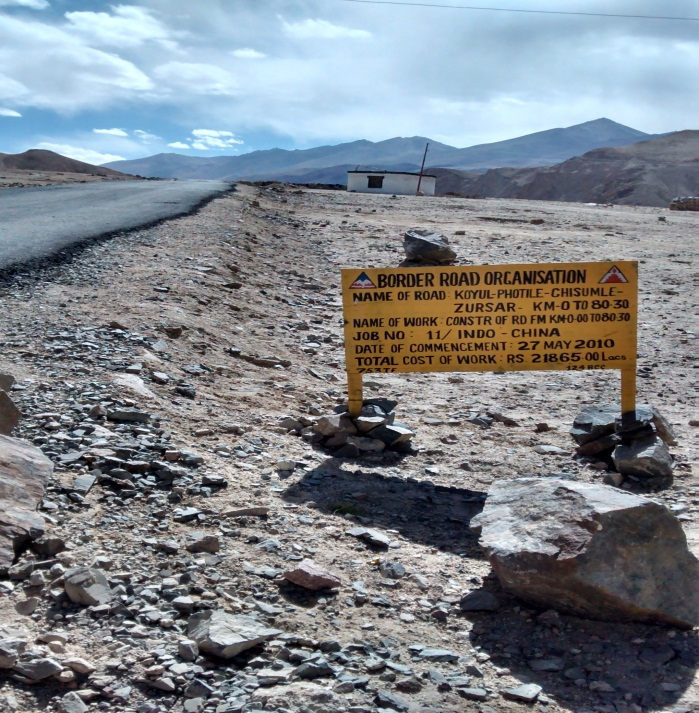 BORDER ROAD ORGANISATION
NAME OF ROAD: KOYUL-PHOTILE-CHISUMLE-
ZURSAR. KM-0 TO 80.30
NAME OF WORK: CONSTR OF RD FM KM-0.00 TO 80.30
JOB NO: 11/ INDO - CHINA
DATE OF COMMENCEMENT: 27 MAY 2010
TOTAL COST OF WORK: RS 21865.00 Lacs
753TF 124 RCC